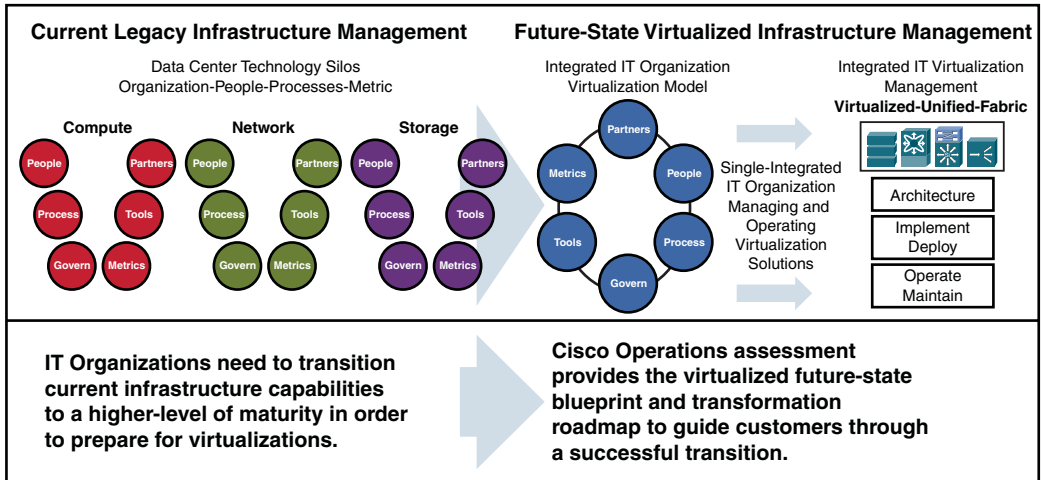 Current Legacy Infrastructure Management
Data Center Technology Silos
Organization-People-Processes-Metric
Compute
People
Partners
Process
Tools
Govern
Metrics
Network
People
Partners
Process
Tools
Govern
Metrics
Storage
People
Partners
Process
Tools
Govern
Metrics
Future-State Virtualized Infrastructure Management
Integrated IT Organization
Virtualization Model
Partners
Metrics
People
Tools
Process
Govern
Single-Integrated
IT Organization
Managing and
Operating
Virtualization
Solutions
Integrated IT Virtualization
Management
Virtualized-Unified-Fabric
Architecture
Implement
Deploy
Operate
Maintain
IT Organizations need to transition
current infrastructure capabilities
to a higher-level of maturity in order
to prepare for virtualizations.
Cisco Operations assessment
provides the virtualized future-state
blueprint and transformation
roadmap to guide customers through
a successful transition.